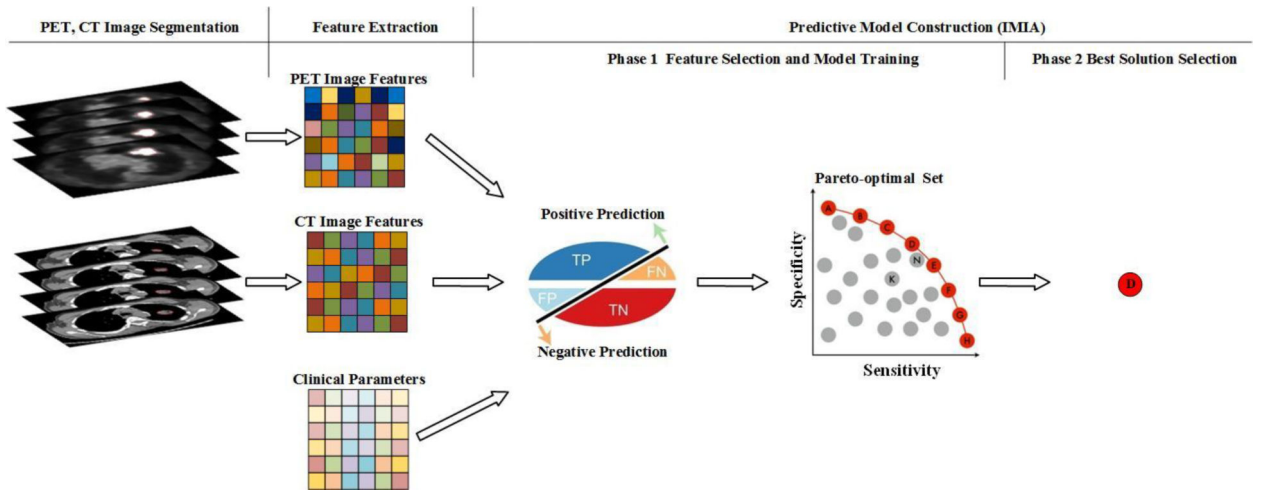 PET, CT Image Segmentation
Feature Extraction
Predictive Model Construction (IMIA)
Phase 1 Feature Selection and Model Training
Phase 2 Best Solution Selection
PET Image Features
CT Image Features
Clinical Parameters
Positive Prediction
TP
FN
FP
TN
Negative Prediction
Pareto-optimal Set
Specificity
A
B
C
D
N
E
K
F
G
H
Sensitivity
D